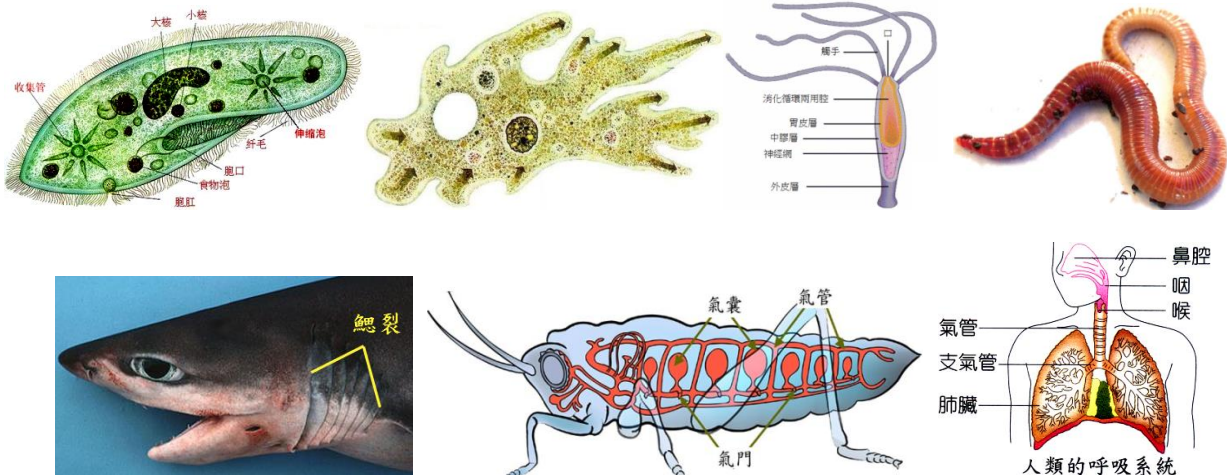 大核
小核
收集管
伸缩泡
纤毛
胞口
食物泡
胞肛
口
觸手
消化循環兩用腔
胃皮層
中膠層
神經網
外皮層
鰓裂
氣囊
氣管
氣門
鼻腔
咽
喉
氣管
支氣管
肺臟
人類的呼吸系統